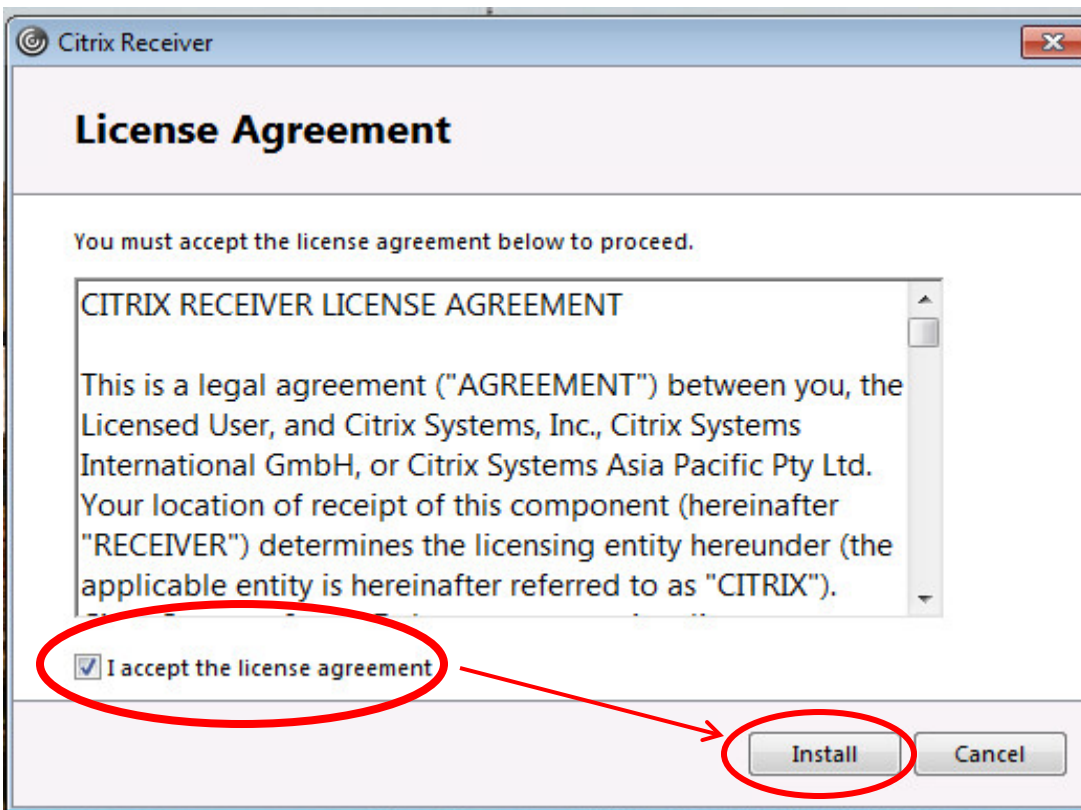 Citrix Receiver
License Agreement
You must accept the license agreement below to proceed.
CITRIX RECEIVER LICENSE AGREEMENT
This is a legal agreement ("AGREEMENT") between you, the
Licensed User, and Citrix Systems, Inc., Citrix Systems
International GmbH, or Citrix Systems Asia Pacific Pty Ltd.
Your location of receipt of this component (hereinafter
"RECEIVER") determines the licensing entity hereunder (the
applicable entity is hereinafter referred to as "CITRIX").
I accept the license agreement
Install
Cancel